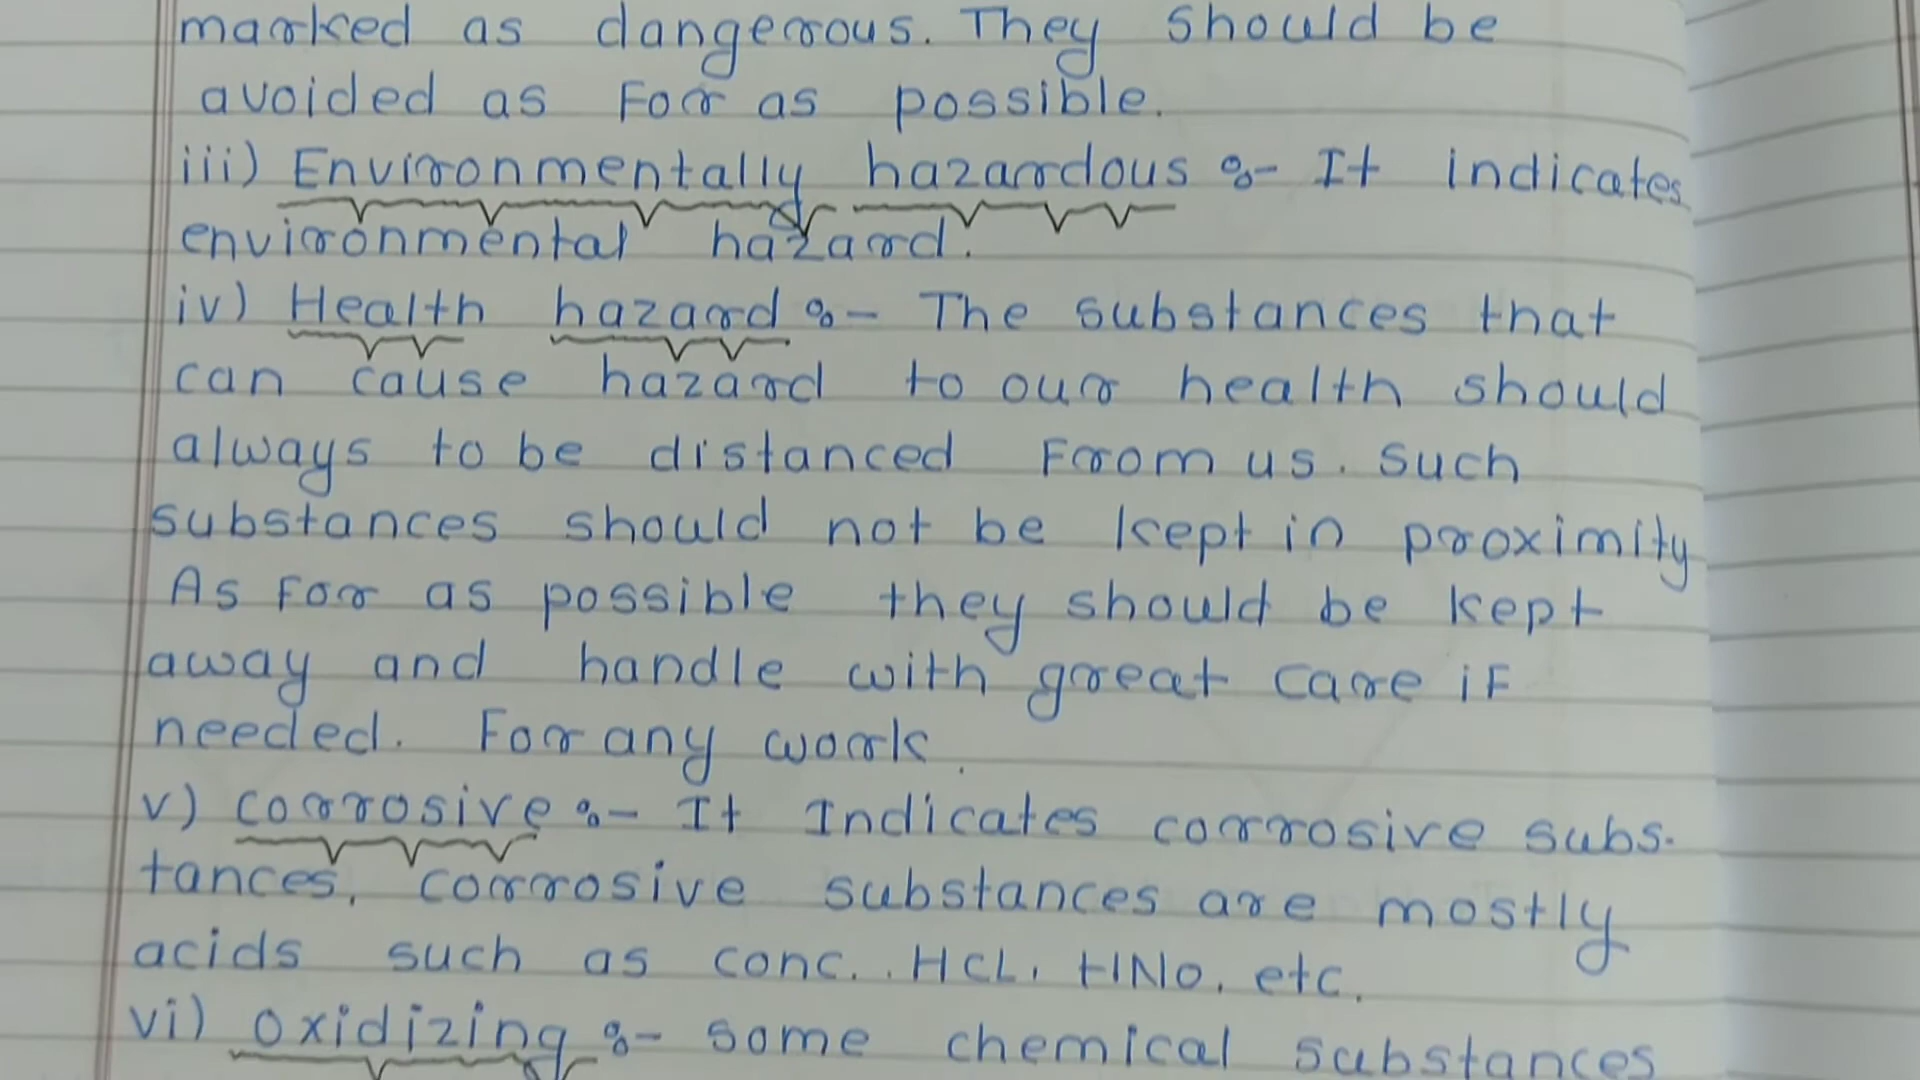 marked as dangerous. They should be
avoided as Far as possible.
iii) Environmentally hazardous :- It indicates
environmental hazard.
iv) Health hazard :- The substances that
can cause hazard to our health should
always to be distanced From us. such
substances should not be kept in proximity
As Far as possible they should be kept
away and handle with great care iF
needed. For any work.
v) corrosive :- It Indicates corrosive subs-
tances, corrosive substances are mostly
acids such as conc.. HCL, HNO, etc.
vi) oxidizing :- some chemical substances